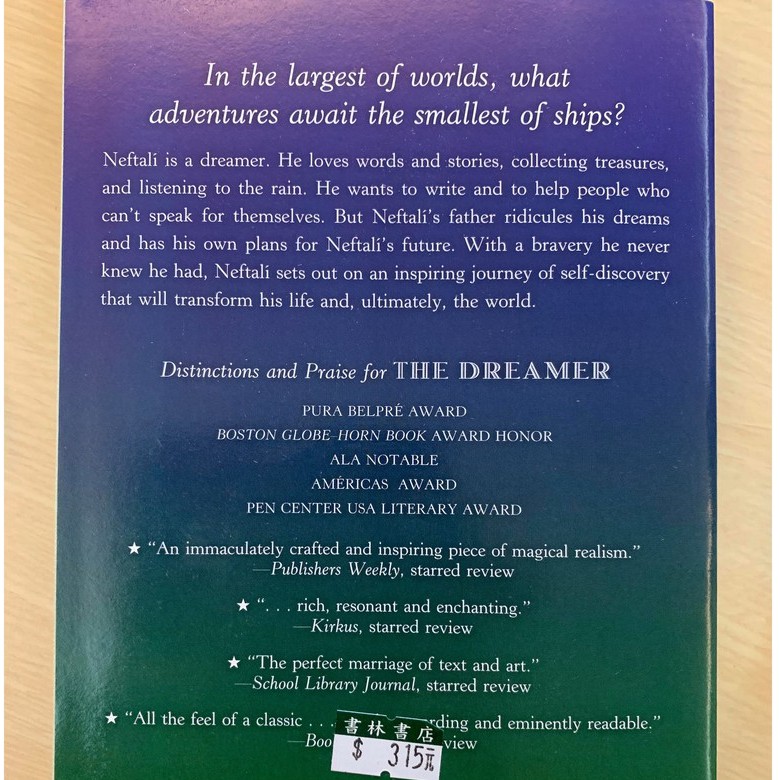 In the largest of worlds, what
adventures await the smallest of ships?
Neftalí is a dreamer. He loves words and stories, collecting treasures,
and listening to the rain. He wants to write and to help people who
can't speak for themselves. But Neftalí's father ridicules his dreams
and has his own plans for Neftalí's future. With a bravery he never
knew he had, Neftalí sets out on an inspiring journey of self-discovery
that will transform his life and, ultimately, the world.
Distinctions and Praise for THE DREAMER
PURA BELPRÉ AWARD
BOSTON GLOBE–HORN BOOK AWARD HONOR
ALA NOTABLE
AMÉRICAS AWARD
PEN CENTER USA LITERARY AWARD
★ “An immaculately crafted and inspiring piece of magical realism.”
—Publishers Weekly, starred review
★ “. . . rich, resonant and enchanting.”
—Kirkus, starred review
★ “The perfect marriage of text and art.”
—School Library Journal, starred review
★ “All the feel of a classic . . . and eminently readable.”
書林書店
$ 315元